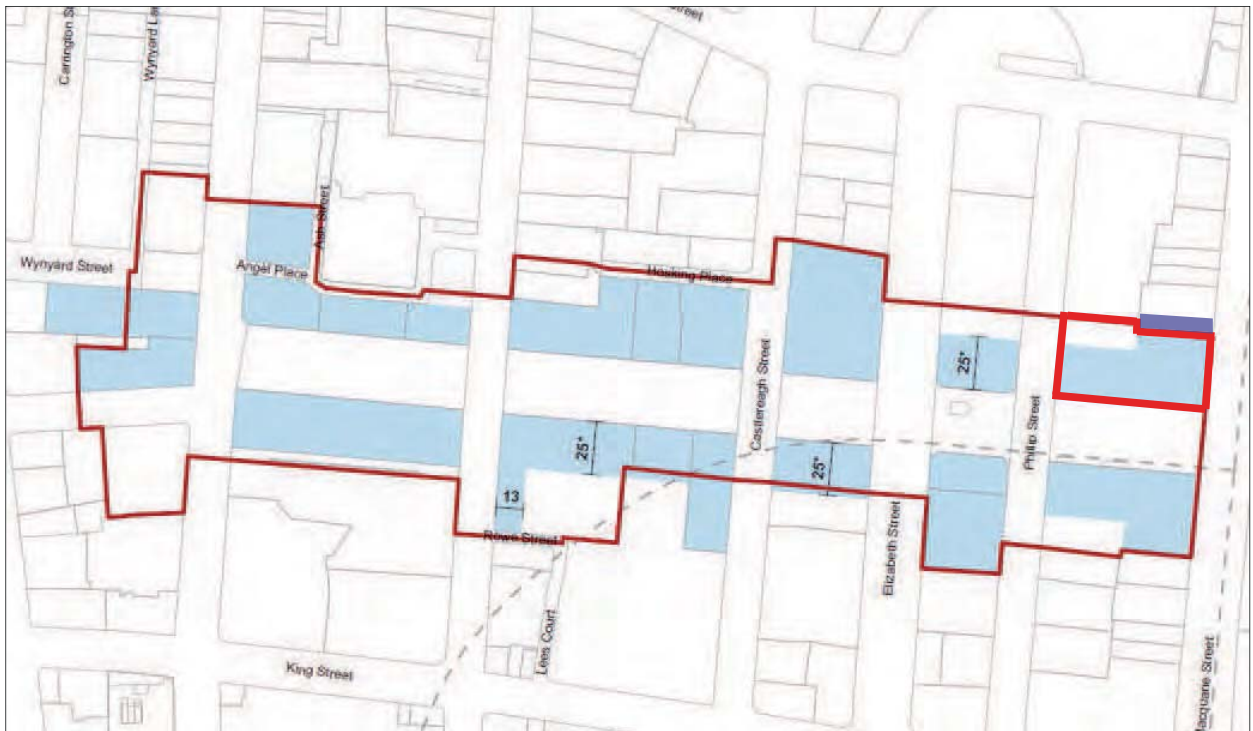 Carrington St
Wynyard Lan
Street
Ash Street
Wynyard Street
Angel Place
Hosking Place
25*
Castlereagh Street
Phillip Street
25*
25*
13
Rowe Street
Elizabeth Street
Lees Court
King Street
Macquarie Street